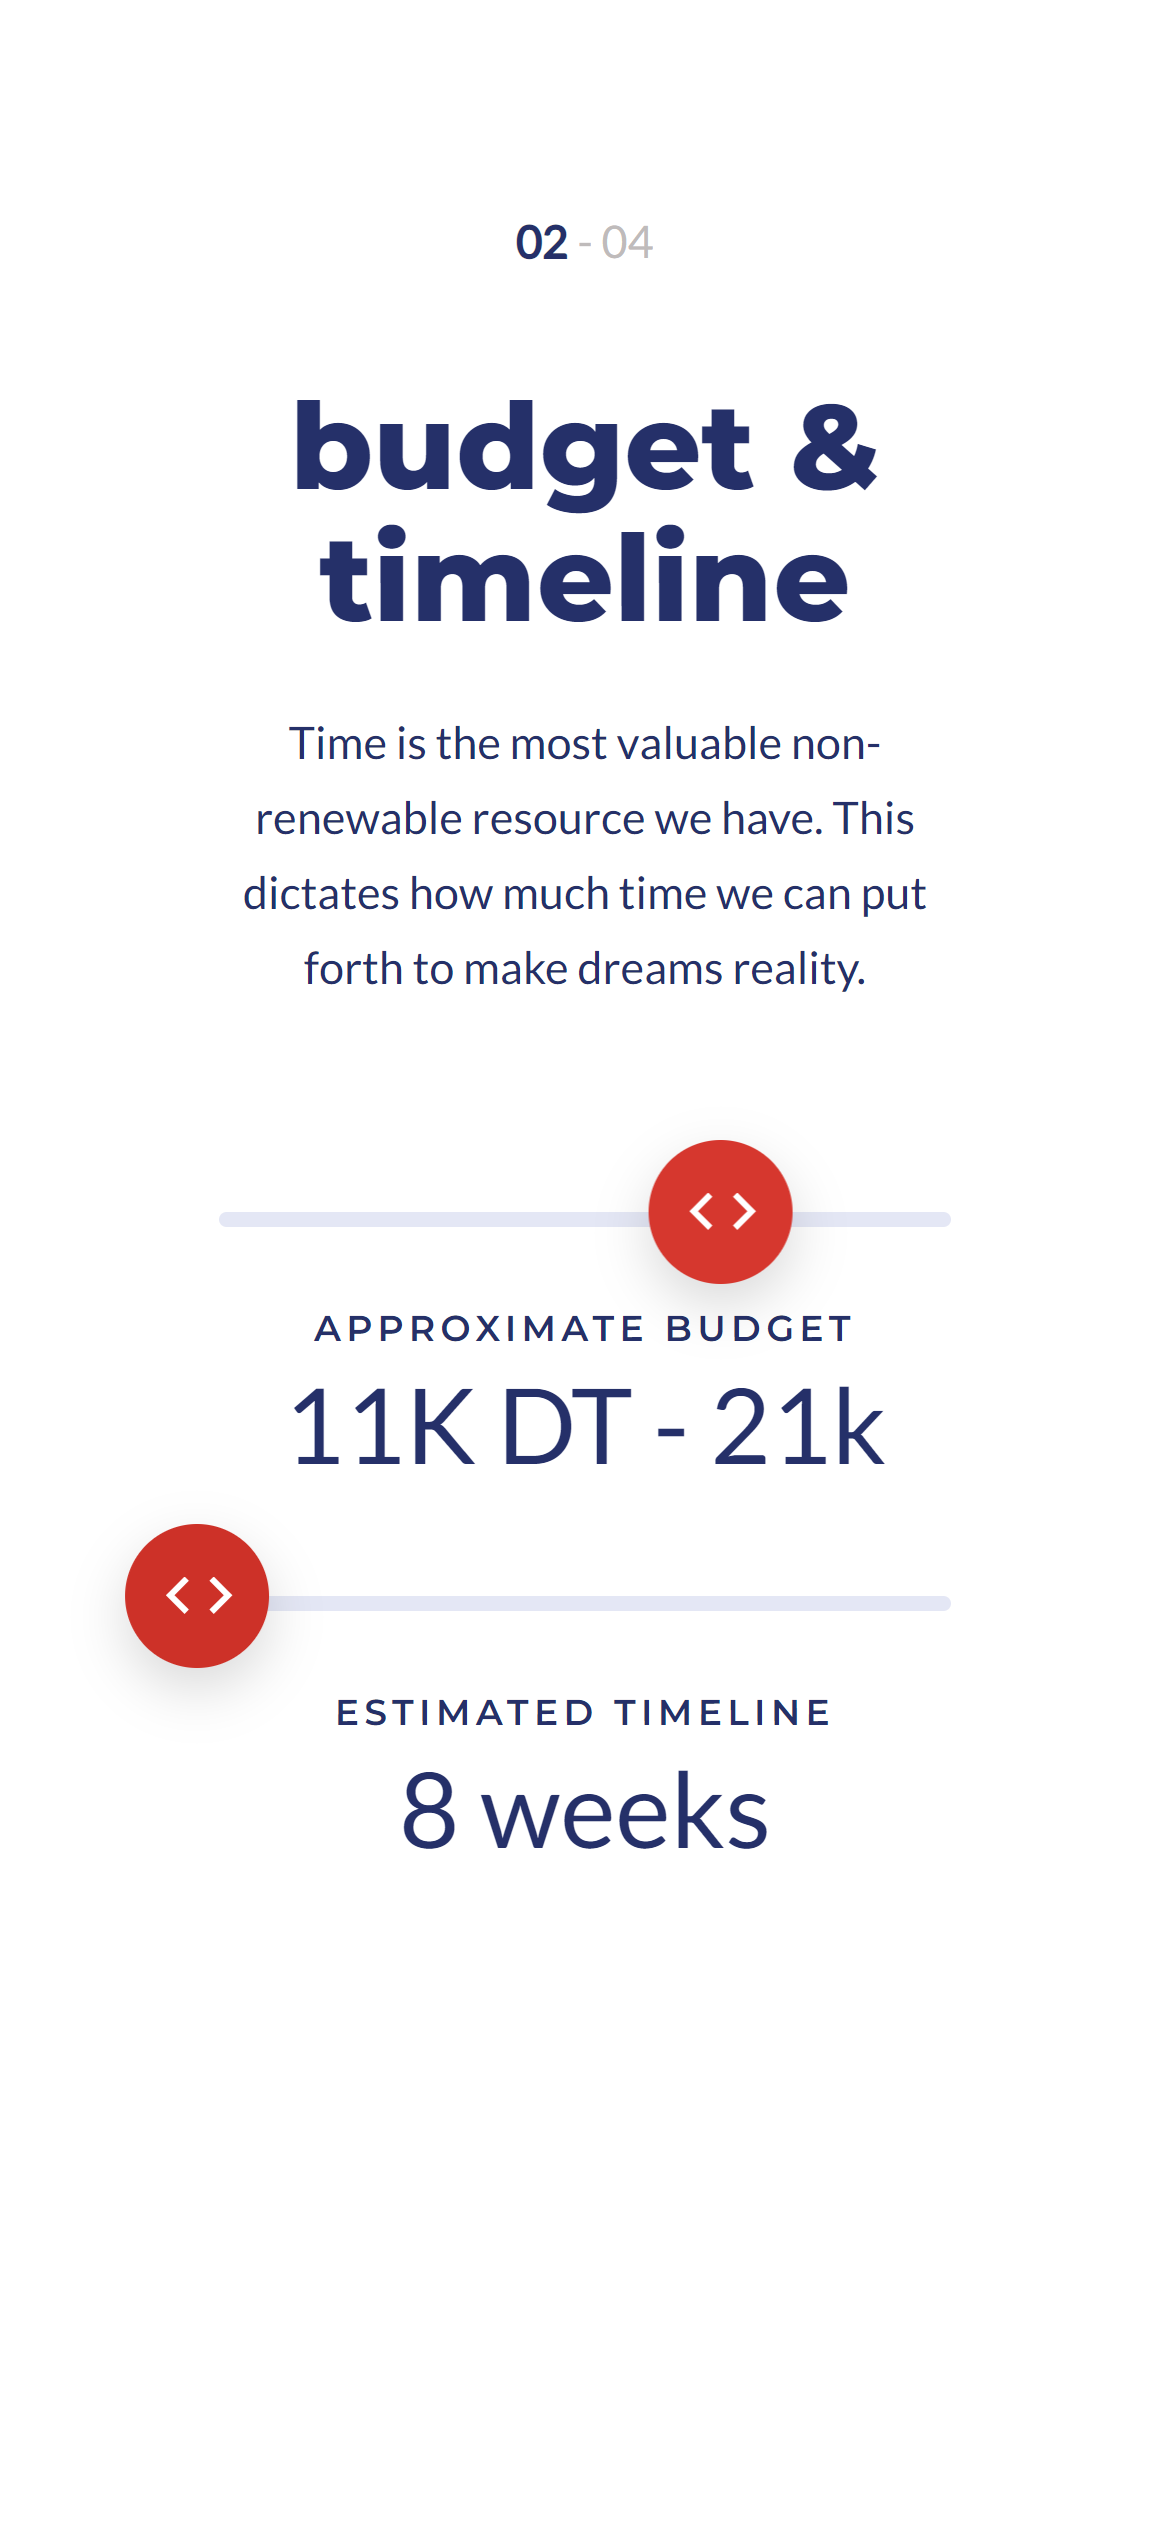 02 - 04
budget &
timeline
Time is the most valuable non-
renewable resource we have. This
dictates how much time we can put
forth to make dreams reality.
APPROXIMATE BUDGET
11K DT - 21k
ESTIMATED TIMELINE
8 weeks